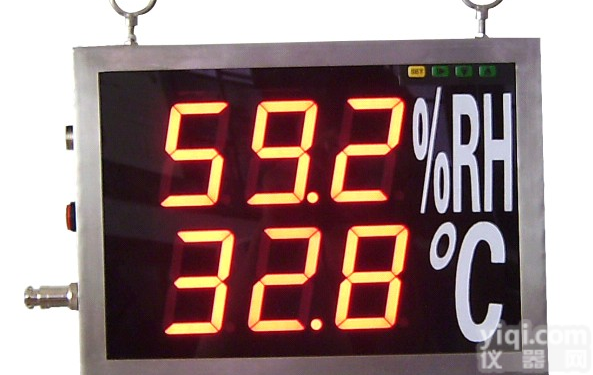 SET
59.2 %RH
32.8 °C
yiqi.com
仪器网